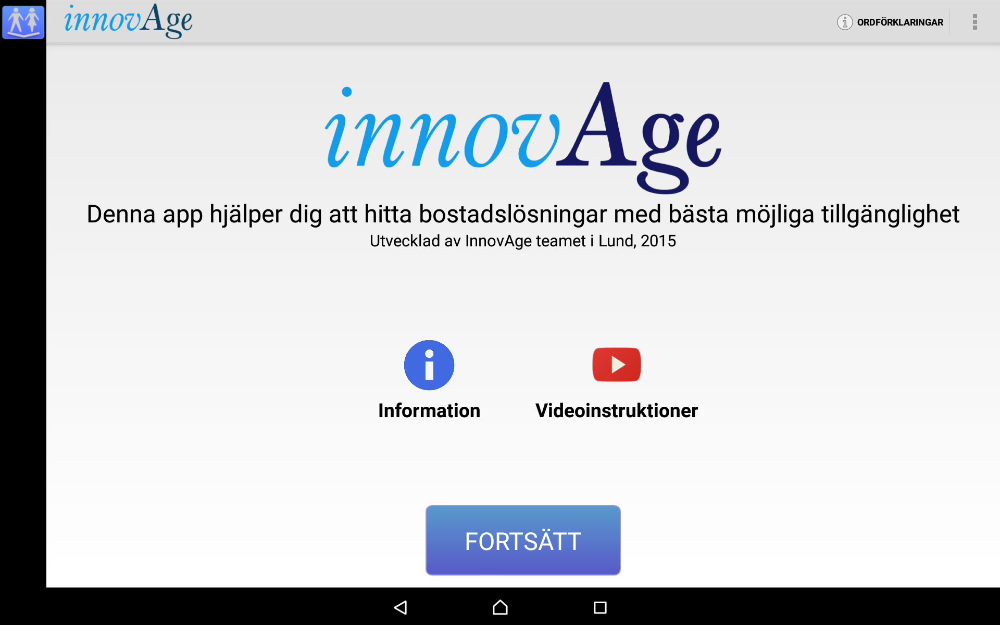 innovAge
ORDFÖRKLARINGAR
innovAge
Denna app hjälper dig att hitta bostadslösningar med bästa möjliga tillgänglighet
Utvecklad av InnovAge teamet i Lund, 2015
Information
Videoinstruktioner
FORTSÄTT